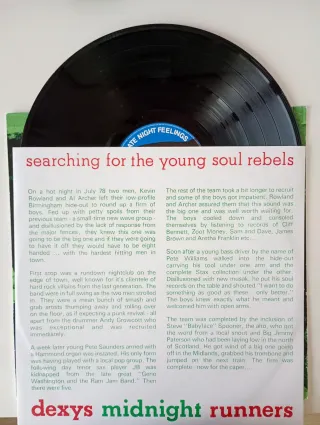 LATE NIGHT FEELINGS
searching for the young soul rebels
On a hot night in July 78 two men, Kevin
Rowland and Al Archer left their low-profile
Birmingham hide-out to round up a firm of
boys. Fed up with petty spoils from their
previous team - a small-time new wave group -
and disillusioned by the lack of response from
the major fences, they knew this one was
going to be the big one and if they were going
to have it off they would have to be eight
handed ... with the hardest hitting men in
town.
First stop was a rundown nightclub on the
edge of town, well known for it's clientele of
hard rock villains from the last generation. The
band were in full swing as the two men crooked
in. They were a mean bunch of smash and
grab artists thumping away and rolling over
on the floor, as if expecting a punk revival - all
apart from the drummer Andy Growcott who
was exceptional and was recruited
immediately.
A week later young Pete Saunders armed with
a Hammond organ was enlisted. His only form
was having played with a local pop group. The
following day tenor sax player JB was
kidnapped from the late great "Geno
Washington and the Ram Jam Band." Then
there were five.
The rest of the team took a bit longer to recruit
and some of the boys got impatient. Rowland
and Archer assured them that this sound was
the big one and was well worth waiting for.
The boys cooled down and consoled
themselves by listening to records of Cliff
Bennett, Zoot Money, Sam and Dave, James
Brown and Aretha Franklin etc.
Soon after a young bass driver by the name of
Pete Williams walked into the hide-out
carrying his tool under one arm and the
complete Stax collection under the other.
Disillusioned with new musak, he put his soul
records on the table and shouted "I want to do
something as good as these - only better..."
The boys knew exactly what he meant and
welcomed him with open arms.
The team was completed by the inclusion of
Steve "Babyface" Spooner, the alto, who got
the word from a local snout and Big Jimmy
Paterson who had been laying low in the north
of Scotland. He got wind of a big one going
off in the Midlands, grabbed his trombone and
jumped on the next train. The firm was
complete now for the caper...
dexys midnight runners